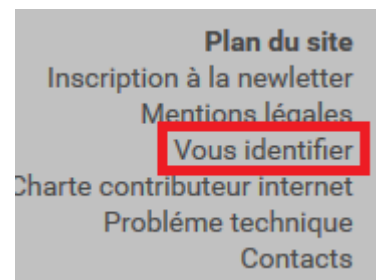 Plan du site
Inscription à la newletter
Mentions légales
Vous identifier
Charte contributeur internet
Probléme technique
Contacts